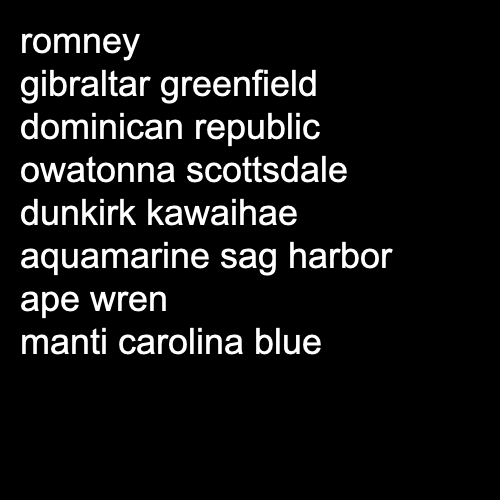 romney
gibraltar greenfield
dominican republic
owatonna scottsdale
dunkirk kawaihae
aquamarine sag harbor
ape wren
manti carolina blue